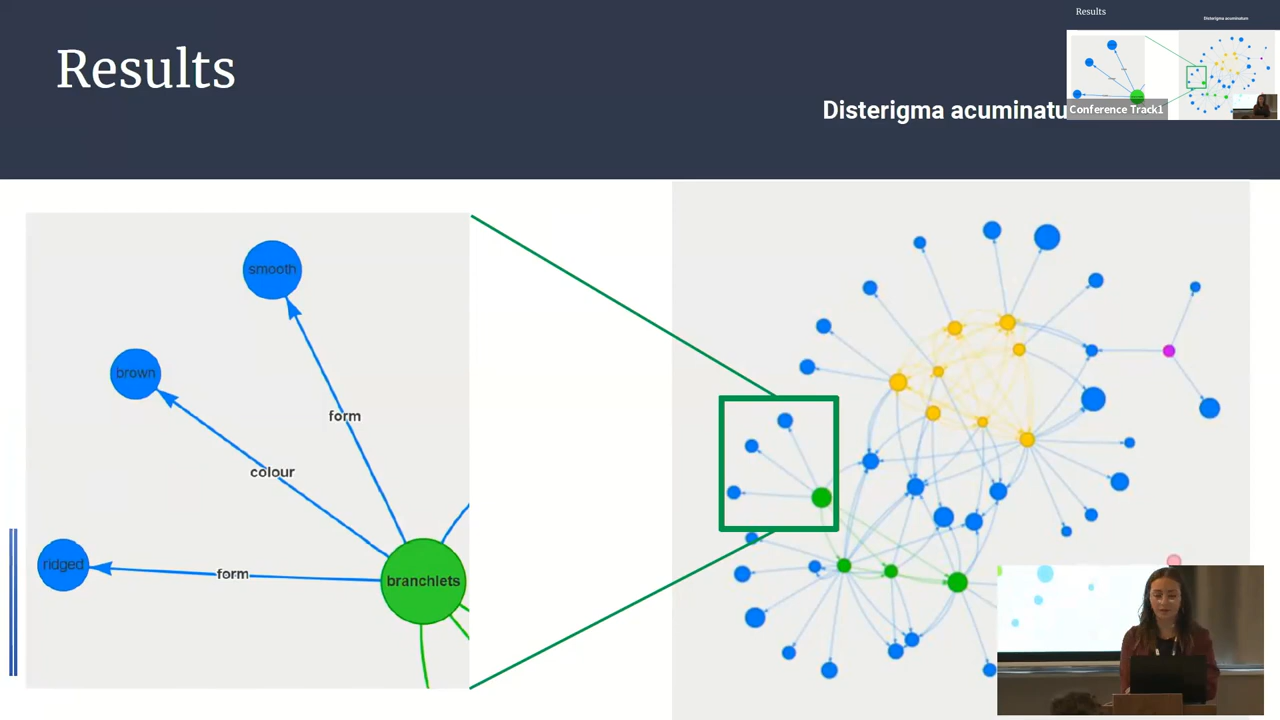 Results
Disterigma acuminatu
Results
Disterigma acuminatum
Conference Track1
smooth
brown
form
colour
ridged
form
branchlets